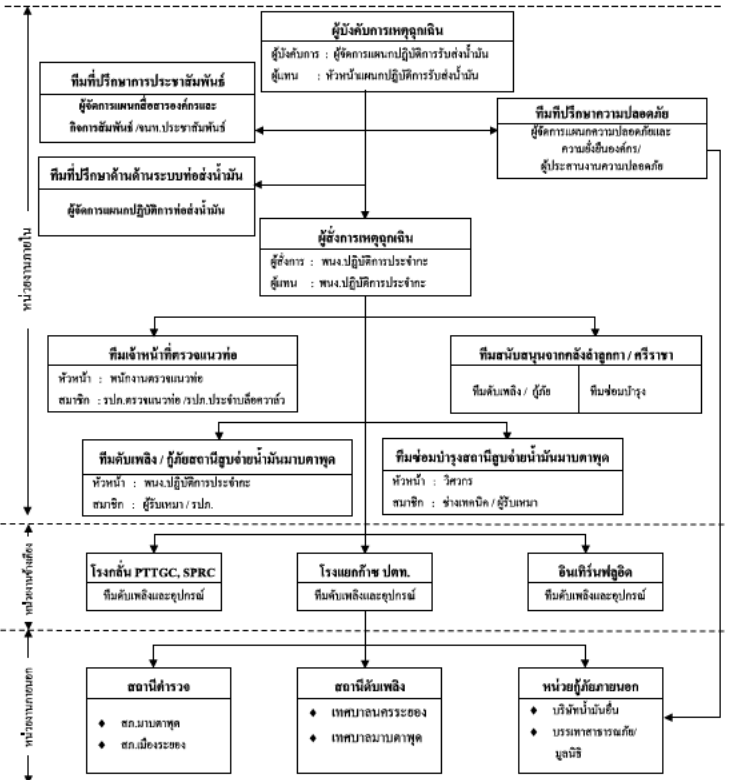 ผู้บังคับการเหตุฉุกเฉิน
ผู้บังคับการ : ผู้จัดการแผนกปฏิบัติการรับส่งน้ำมัน
ผู้แทน : หัวหน้าแผนกปฏิบัติการรับส่งน้ำมัน
ทีมที่ปรึกษาการประชาสัมพันธ์
ผู้จัดการแผนกสื่อสารองค์กรและ
กิจการสัมพันธ์ /จนท.ประชาสัมพันธ์
ทีมที่ปรึกษาความปลอดภัย
ผู้จัดการแผนกความปลอดภัยและ
ความยั่งยืนองค์กร/
ผู้ประสานงานความปลอดภัย
ทีมที่ปรึกษาด้านด้านระบบท่อส่งน้ำมัน
ผู้จัดการแผนกปฏิบัติการท่อส่งน้ำมัน
หน่วยงานภายใน
ผู้สั่งการเหตุฉุกเฉิน
ผู้สั่งการ : พนง.ปฏิบัติการประจำกะ
ผู้แทน : พนง.ปฏิบัติการประจำกะ
ทีมเจ้าหน้าที่ตรวจแนวท่อ
หัวหน้า : พนักงานตรวจแนวท่อ
สมาชิก : รปภ.ตรวจแนวท่อ /รปภ.ประจำบล็อควาล์ว
ทีมสนับสนุนจากคลังลำลูกกา / ศรีราชา
ทีมดับเพลิง / กู้ภัย
ทีมซ่อมบำรุง
ทีมดับเพลิง / กู้ภัยสถานีสูบจ่ายน้ำมันมาบตาพุด
หัวหน้า : พนง.ปฏิบัติการประจำกะ
สมาชิก : ผู้รับเหมา / รปภ.
ทีมซ่อมบำรุงสถานีสูบจ่ายน้ำมันมาบตาพุด
หัวหน้า : วิศวกร
สมาชิก : ช่างเทคนิค / ผู้รับเหมา
หน่วยงานข้างเคียง
โรงกลั่น PTTGC, SPRC
ทีมดับเพลิงและอุปกรณ์
โรงแยกก๊าซ ปตท.
ทีมดับเพลิงและอุปกรณ์
อินเทิร์นฟลูอิด
ทีมดับเพลิงและอุปกรณ์
หน่วยงานภายนอก
สถานีตำรวจ
♦ สภ.มาบตาพุด
♦ สภ.เมืองระยอง
สถานีดับเพลิง
♦ เทศบาลนครระยอง
♦ เทศบาลมาบตาพุด
หน่วยกู้ภัยภายนอก
♦ บริษัทน้ำมันอื่น
♦ บรรเทาสาธารณภัย/
มูลนิธิ